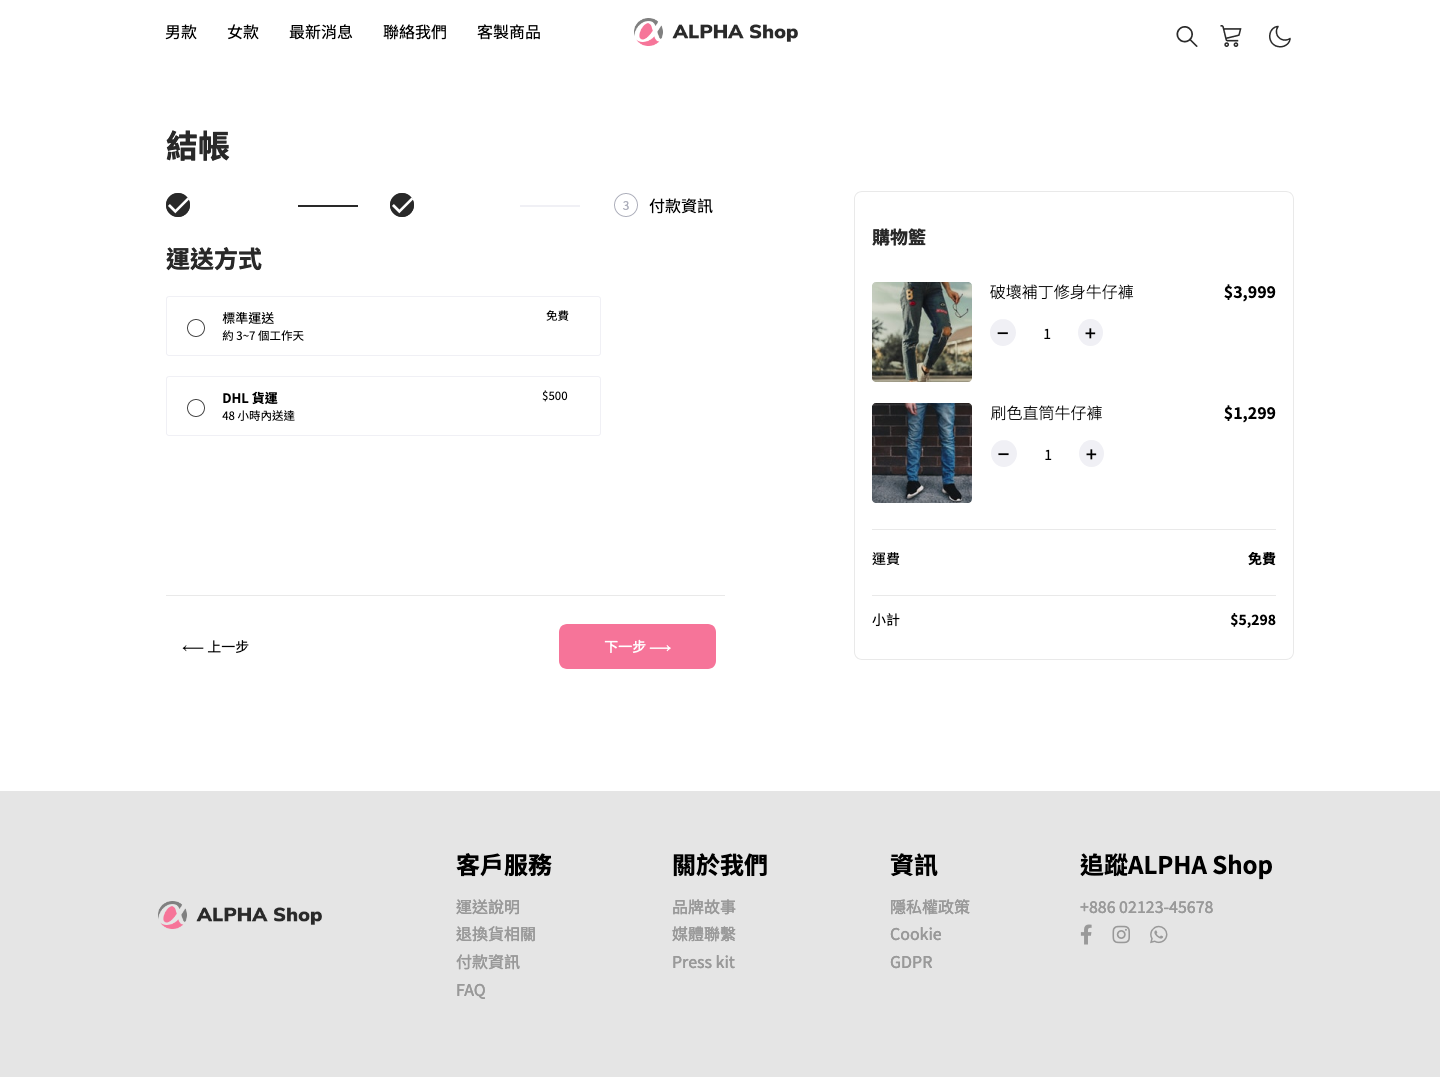 男款 女款 最新消息 聯絡我們 客製商品 ALPHA Shop
結帳
3 付款資訊
運送方式
標準運送 免費
約 3~7 個工作天
DHL 貨運 $500
48 小時內送達
⟵ 上一步 下一步 ⟶
購物籃
破壞補丁修身牛仔褲 $3,999
− 1 +
刷色直筒牛仔褲 $1,299
− 1 +
運費 免費
小計 $5,298
ALPHA Shop
客戶服務
運送說明
退換貨相關
付款資訊
FAQ
關於我們
品牌故事
媒體聯繫
Press kit
資訊
隱私權政策
Cookie
GDPR
追蹤ALPHA Shop
+886 02123-45678